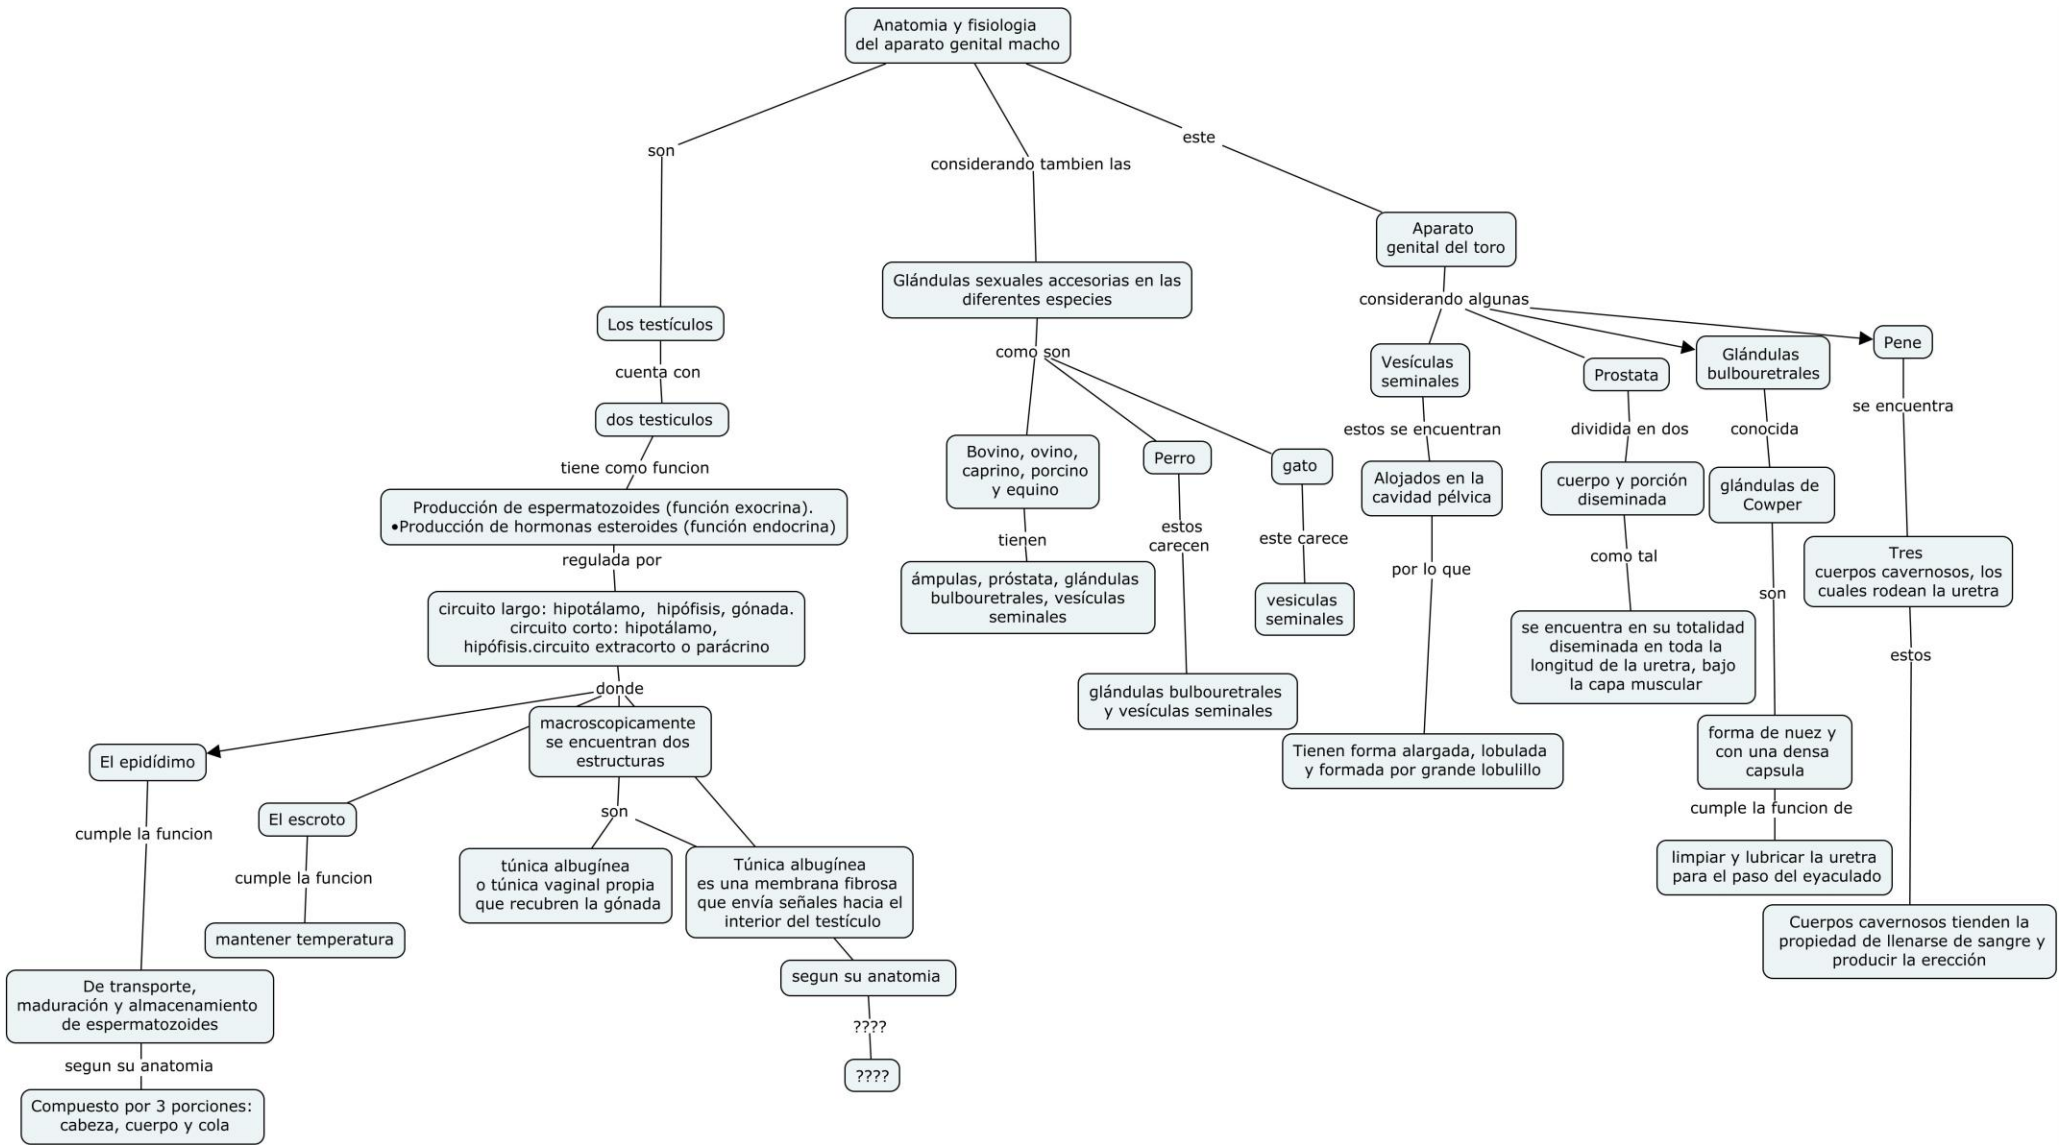 Anatomia y fisiologia
del aparato genital macho
son
considerando tambien las
este
Los testículos
cuenta con
dos testiculos
tiene como funcion
Producción de espermatozoides (función exocrina).
•Producción de hormonas esteroides (función endocrina)
regulada por
circuito largo: hipotálamo, hipófisis, gónada.
circuito corto: hipotálamo,
hipófisis.circuito extracorto o parácrino
donde
El epidídimo
cumple la funcion
De transporte,
maduración y almacenamiento
de espermatozoides
segun su anatomia
Compuesto por 3 porciones:
cabeza, cuerpo y cola
El escroto
cumple la funcion
mantener temperatura
macroscopicamente
se encuentran dos
estructuras
son
túnica albugínea
o túnica vaginal propia
que recubren la gónada
Túnica albugínea
es una membrana fibrosa
que envía señales hacia el
interior del testículo
segun su anatomia
????
????
Glándulas sexuales accesorias en las
diferentes especies
como son
Bovino, ovino,
caprino, porcino
y equino
tienen
ámpulas, próstata, glándulas
bulbouretrales, vesículas
seminales
Perro
estos
carecen
glándulas bulbouretrales
y vesículas seminales
gato
este carece
vesiculas
seminales
Aparato
genital del toro
considerando algunas
Vesículas
seminales
estos se encuentran
Alojados en la
cavidad pélvica
por lo que
Tienen forma alargada, lobulada
y formada por grande lobulillo
Prostata
dividida en dos
cuerpo y porción
diseminada
como tal
se encuentra en su totalidad
diseminada en toda la
longitud de la uretra, bajo
la capa muscular
Glándulas
bulbouretrales
conocida
glándulas de
Cowper
son
forma de nuez y
con una densa
capsula
cumple la funcion de
limpiar y lubricar la uretra
para el paso del eyaculado
Pene
se encuentra
Tres
cuerpos cavernosos, los
cuales rodean la uretra
estos
Cuerpos cavernosos tienden la
propiedad de llenarse de sangre y
producir la erección